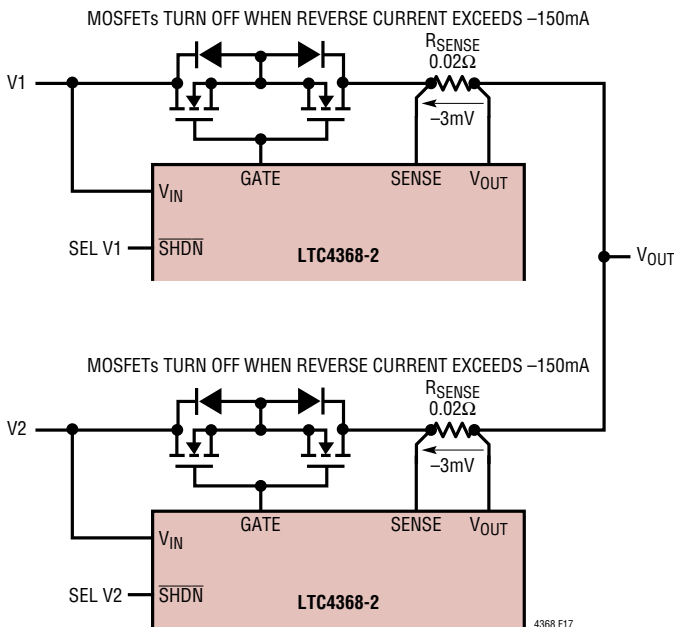 MOSFETs TURN OFF WHEN REVERSE CURRENT EXCEEDS –150mA
RSENSE
0.02Ω
V1
–3mV
GATE
SENSE
VOUT
VIN
SEL V1
SHDN
LTC4368-2
VOUT
MOSFETs TURN OFF WHEN REVERSE CURRENT EXCEEDS –150mA
RSENSE
0.02Ω
V2
–3mV
GATE
SENSE
VOUT
VIN
SEL V2
SHDN
LTC4368-2
4368 F17